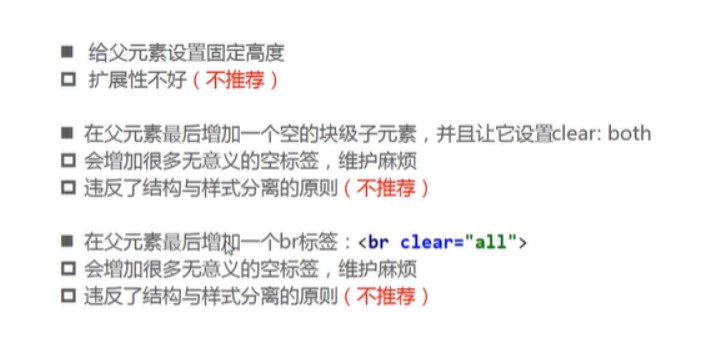 ■ 给父元素设置固定高度
□ 扩展性不好(不推荐)
■ 在父元素最后增加一个空的块级子元素，并且让它设置clear: both
□ 会增加很多无意义的空标签，维护麻烦
□ 违反了结构与样式分离的原则(不推荐)
■ 在父元素最后增加一个br标签：<br clear="all">
□ 会增加很多无意义的空标签，维护麻烦
□ 违反了结构与样式分离的原则(不推荐)